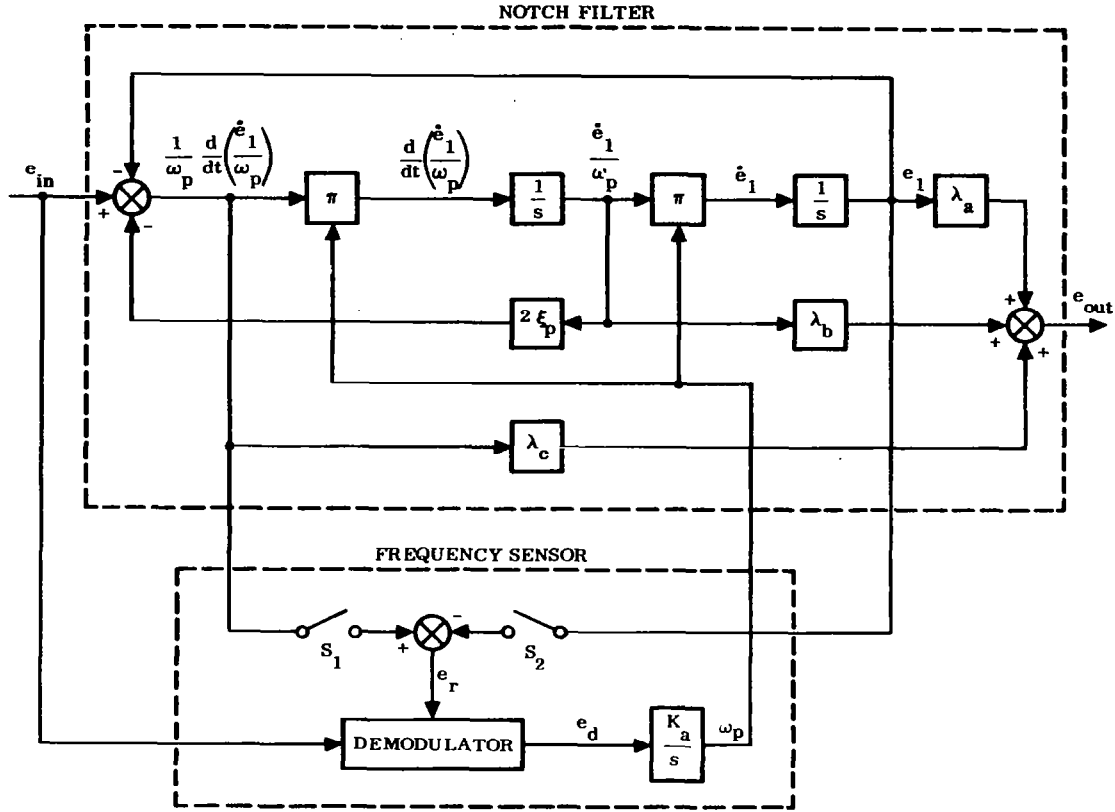 NOTCH FILTER
e_in
+
-
-
1/ω_p d/dt(ė_1/ω_p)
π
d/dt(ė_1/ω_p)
1/s
ė_1/ω_p
π
ė_1
1/s
e_1
λ_a
2 ξ_p
λ_b
+
+
+
e_out
λ_c
FREQUENCY SENSOR
S_1
+
-
S_2
e_r
DEMODULATOR
e_d
K_a/s
ω_p